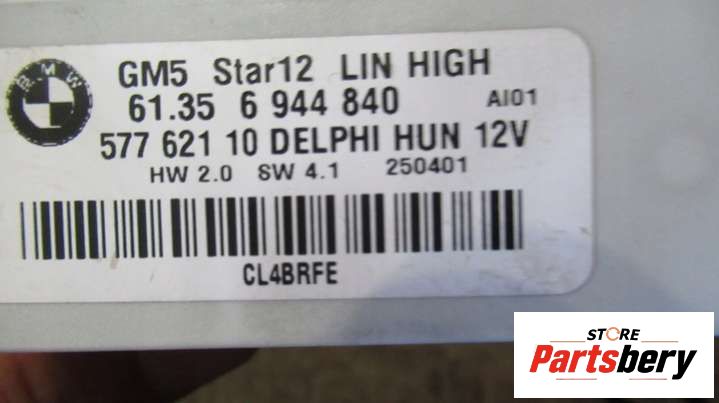 BMW
GM5 Star12 LIN HIGH
61.35 6 944 840 AI01
577 621 10 DELPHI HUN 12V
HW 2.0 SW 4.1 250401
CL4BRFE
STORE
Partsbery